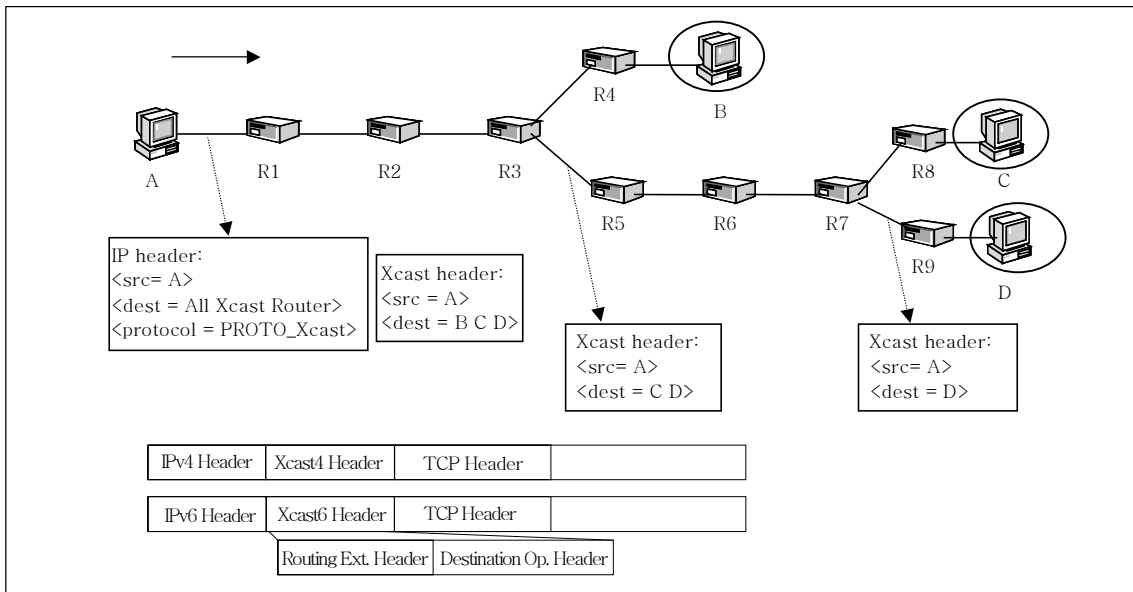 R4
B
A
R1
R2
R3
R8
C
R5
R6
R7
R9
D
IP header:
<src= A>
<dest = All Xcast Router>
<protocol = PROTO_Xcast>
Xcast header:
<src = A>
<dest = B C D>
Xcast header:
<src= A>
<dest = C D>
Xcast header:
<src= A>
<dest = D>
IPv4 Header Xcast4 Header TCP Header
IPv6 Header Xcast6 Header TCP Header
Routing Ext. Header Destination Op. Header